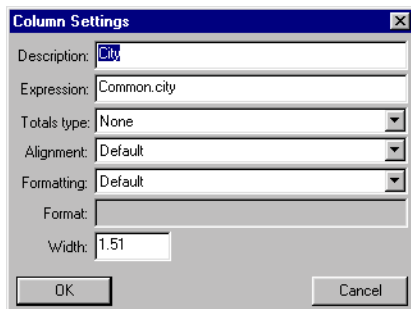 Column Settings
Description: City
Expression: Common.city
Totals type: None
Alignment: Default
Formatting: Default
Format:
Width: 1.51
OK Cancel